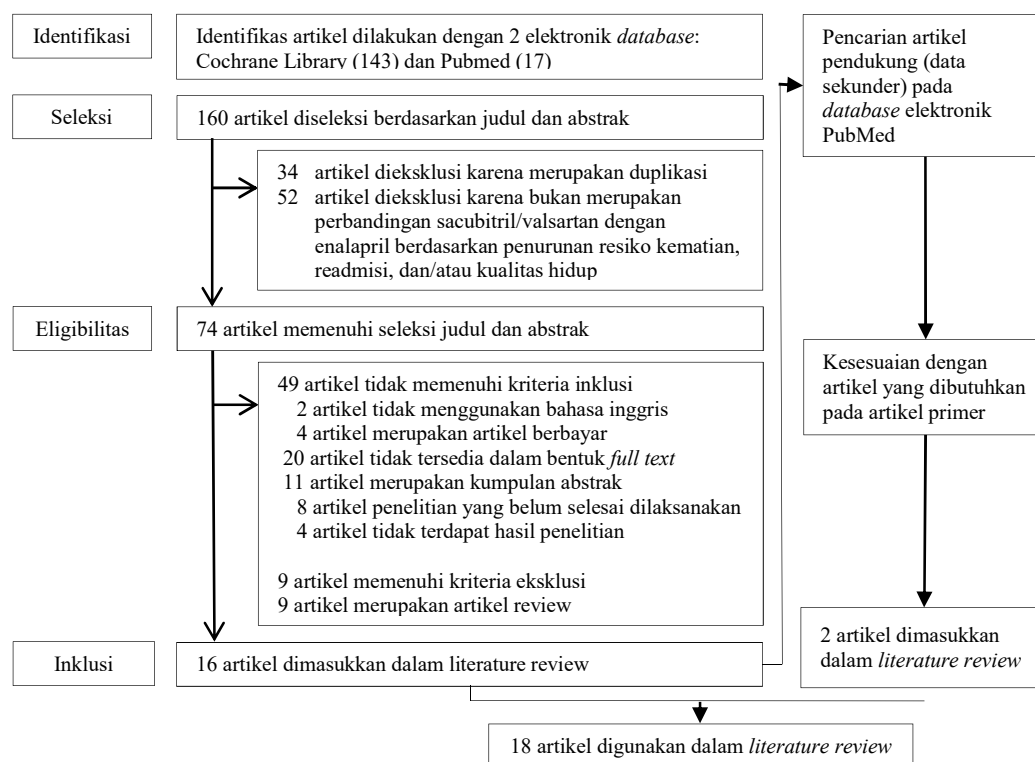 Identifikasi
Identifikas artikel dilakukan dengan 2 elektronik database:
Cochrane Library (143) dan Pubmed (17)
Seleksi
160 artikel diseleksi berdasarkan judul dan abstrak
34 artikel dieksklusi karena merupakan duplikasi
52 artikel dieksklusi karena bukan merupakan
perbandingan sacubitril/valsartan dengan
enalapril berdasarkan penurunan resiko kematian,
readmisi, dan/atau kualitas hidup
Eligibilitas
74 artikel memenuhi seleksi judul dan abstrak
49 artikel tidak memenuhi kriteria inklusi
2 artikel tidak menggunakan bahasa inggris
4 artikel merupakan artikel berbayar
20 artikel tidak tersedia dalam bentuk full text
11 artikel merupakan kumpulan abstrak
8 artikel penelitian yang belum selesai dilaksanakan
4 artikel tidak terdapat hasil penelitian
9 artikel memenuhi kriteria eksklusi
9 artikel merupakan artikel review
Inklusi
16 artikel dimasukkan dalam literature review
Pencarian artikel
pendukung (data
sekunder) pada
database elektronik
PubMed
Kesesuaian dengan
artikel yang dibutuhkan
pada artikel primer
2 artikel dimasukkan
dalam literature review
18 artikel digunakan dalam literature review